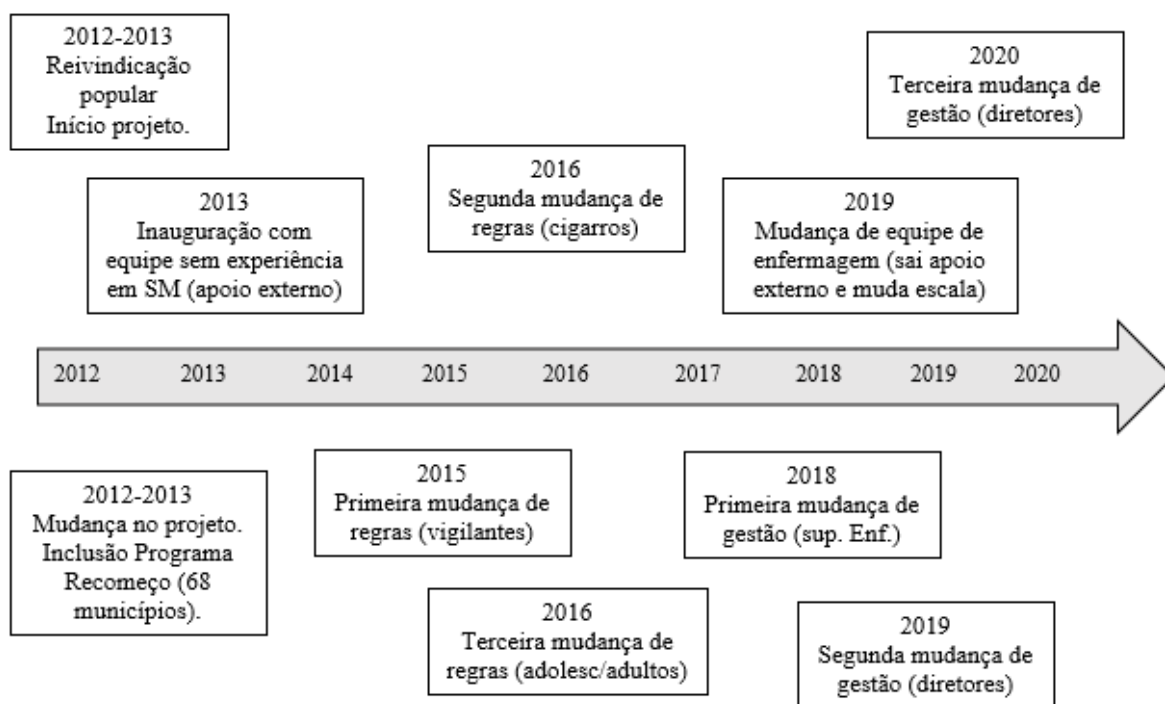 2012-2013
Reivindicação
popular
Início projeto.
2020
Terceira mudança de
gestão (diretores)
2016
Segunda mudança de
regras (cigarros)
2013
Inauguração com
equipe sem experiência
em SM (apoio externo)
2019
Mudança de equipe de
enfermagem (sai apoio
externo e muda escala)
2012 2013 2014 2015 2016 2017 2018 2019 2020
2012-2013
Mudança no projeto.
Inclusão Programa
Recomeço (68
municípios).
2015
Primeira mudança de
regras (vigilantes)
2018
Primeira mudança de
gestão (sup. Enf.)
2016
Terceira mudança de
regras (adolesc/adultos)
2019
Segunda mudança de
gestão (diretores)